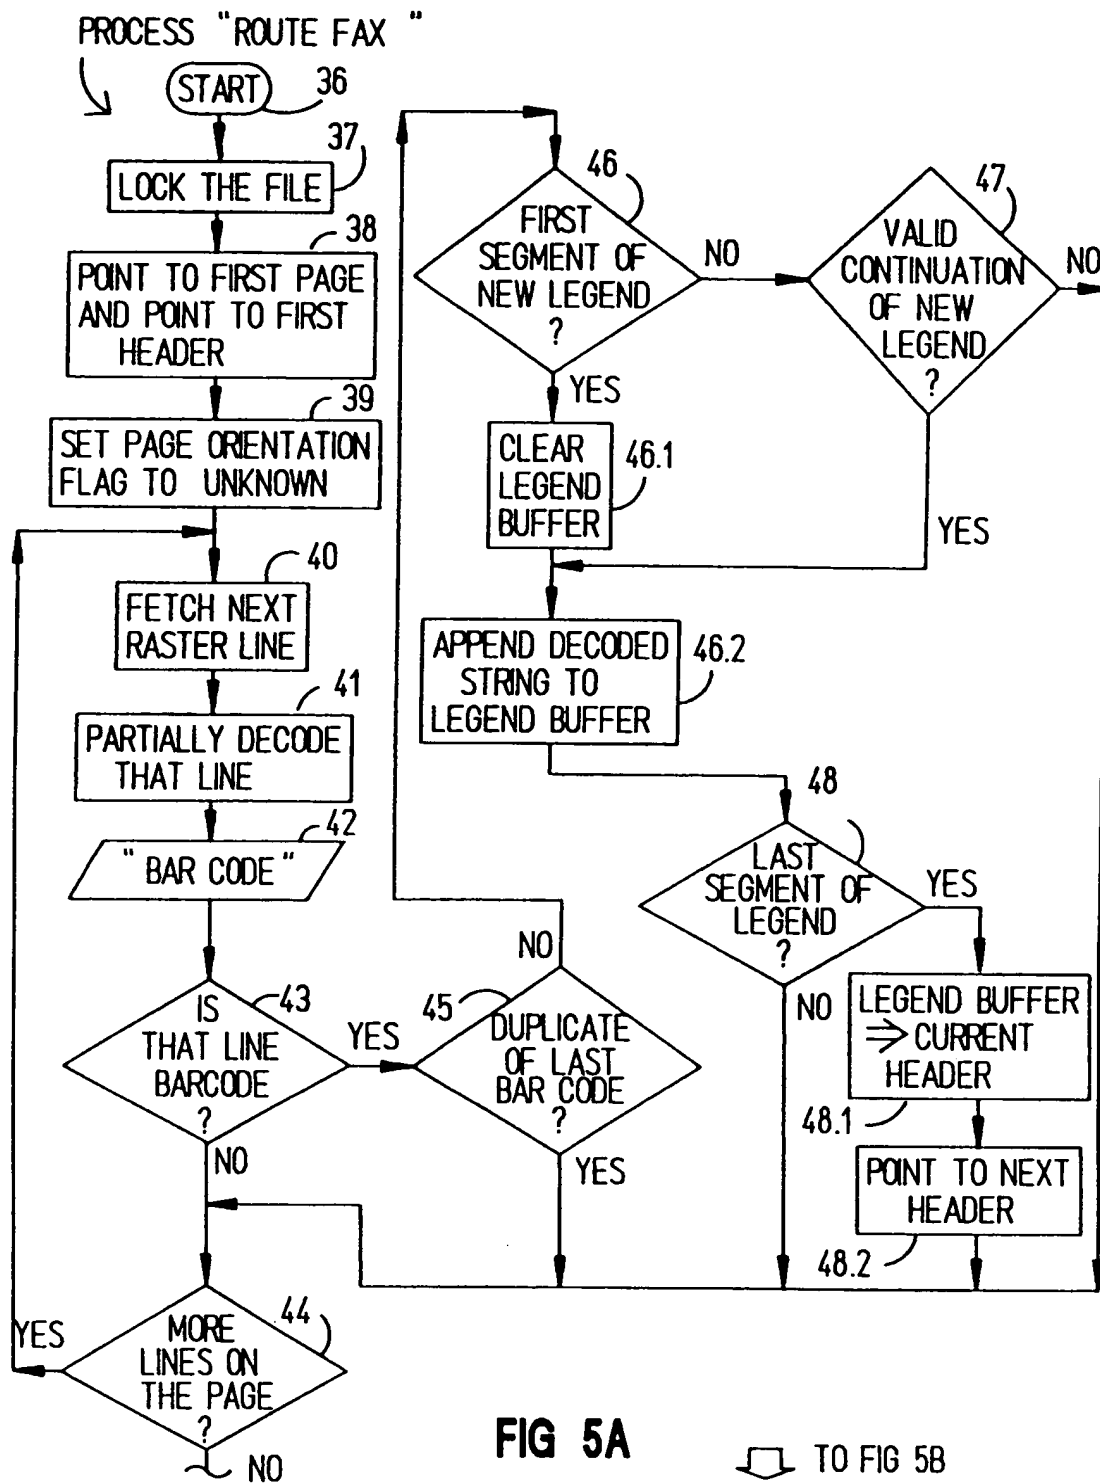 PROCESS "ROUTE FAX "
START
36
37
LOCK THE FILE
38
POINT TO FIRST PAGE
AND POINT TO FIRST
HEADER
39
SET PAGE ORIENTATION
FLAG TO UNKNOWN
40
FETCH NEXT
RASTER LINE
41
PARTIALLY DECODE
THAT LINE
42
"BAR CODE"
43
IS
THAT LINE
BARCODE
?
YES
NO
45
DUPLICATE
OF LAST
BAR CODE
?
NO
YES
44
MORE
LINES ON
THE PAGE
?
YES
NO
46
FIRST
SEGMENT OF
NEW LEGEND
?
NO
YES
47
VALID
CONTINUATION
OF NEW
LEGEND
?
NO
YES
CLEAR
LEGEND
BUFFER
46.1
APPEND DECODED
STRING TO
LEGEND BUFFER
46.2
48
LAST
SEGMENT OF
LEGEND
?
YES
NO
LEGEND BUFFER
⇒ CURRENT
HEADER
48.1
POINT TO NEXT
HEADER
48.2
FIG 5A
TO FIG 5B